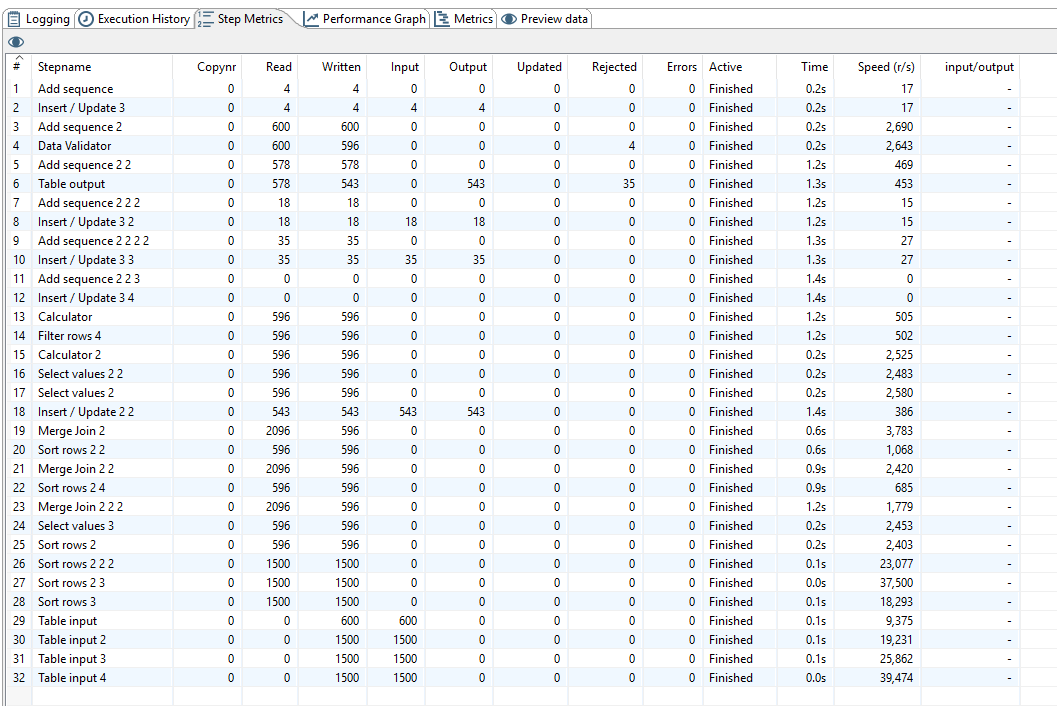 Logging Execution History Step Metrics Performance Graph Metrics Preview data
# Stepname Copynr Read Written Input Output Updated Rejected Errors Active Time Speed (r/s) input/output
1 Add sequence 0 4 4 0 0 0 0 0 Finished 0.2s 17 -
2 Insert / Update 3 0 4 4 4 4 0 0 0 Finished 0.2s 17 -
3 Add sequence 2 0 600 600 0 0 0 0 0 Finished 0.2s 2,690 -
4 Data Validator 0 600 596 0 0 0 4 0 Finished 0.2s 2,643 -
5 Add sequence 2 2 0 578 578 0 0 0 0 0 Finished 1.2s 469 -
6 Table output 0 578 543 0 543 0 35 0 Finished 1.3s 453 -
7 Add sequence 2 2 2 0 18 18 0 0 0 0 0 Finished 1.2s 15 -
8 Insert / Update 3 2 0 18 18 18 18 0 0 0 Finished 1.2s 15 -
9 Add sequence 2 2 2 2 0 35 35 0 0 0 0 0 Finished 1.3s 27 -
10 Insert / Update 3 3 0 35 35 35 35 0 0 0 Finished 1.3s 27 -
11 Add sequence 2 2 3 0 0 0 0 0 0 0 0 Finished 1.4s 0 -
12 Insert / Update 3 4 0 0 0 0 0 0 0 0 Finished 1.4s 0 -
13 Calculator 0 596 596 0 0 0 0 0 Finished 1.2s 505 -
14 Filter rows 4 0 596 596 0 0 0 0 0 Finished 1.2s 502 -
15 Calculator 2 0 596 596 0 0 0 0 0 Finished 0.2s 2,525 -
16 Select values 2 2 0 596 596 0 0 0 0 0 Finished 0.2s 2,483 -
17 Select values 2 0 596 596 0 0 0 0 0 Finished 0.2s 2,580 -
18 Insert / Update 2 2 0 543 543 543 543 0 0 0 Finished 1.4s 386 -
19 Merge Join 2 0 2096 596 0 0 0 0 0 Finished 0.6s 3,783 -
20 Sort rows 2 2 0 596 596 0 0 0 0 0 Finished 0.6s 1,068 -
21 Merge Join 2 2 0 2096 596 0 0 0 0 0 Finished 0.9s 2,420 -
22 Sort rows 2 4 0 596 596 0 0 0 0 0 Finished 0.9s 685 -
23 Merge Join 2 2 2 0 2096 596 0 0 0 0 0 Finished 1.2s 1,779 -
24 Select values 3 0 596 596 0 0 0 0 0 Finished 0.2s 2,453 -
25 Sort rows 2 0 596 596 0 0 0 0 0 Finished 0.2s 2,403 -
26 Sort rows 2 2 2 0 1500 1500 0 0 0 0 0 Finished 0.1s 23,077 -
27 Sort rows 2 3 0 1500 1500 0 0 0 0 0 Finished 0.0s 37,500 -
28 Sort rows 3 0 1500 1500 0 0 0 0 0 Finished 0.1s 18,293 -
29 Table input 0 0 600 600 0 0 0 0 Finished 0.1s 9,375 -
30 Table input 2 0 0 1500 1500 0 0 0 0 Finished 0.1s 19,231 -
31 Table input 3 0 0 1500 1500 0 0 0 0 Finished 0.1s 25,862 -
32 Table input 4 0 0 1500 1500 0 0 0 0 Finished 0.0s 39,474 -